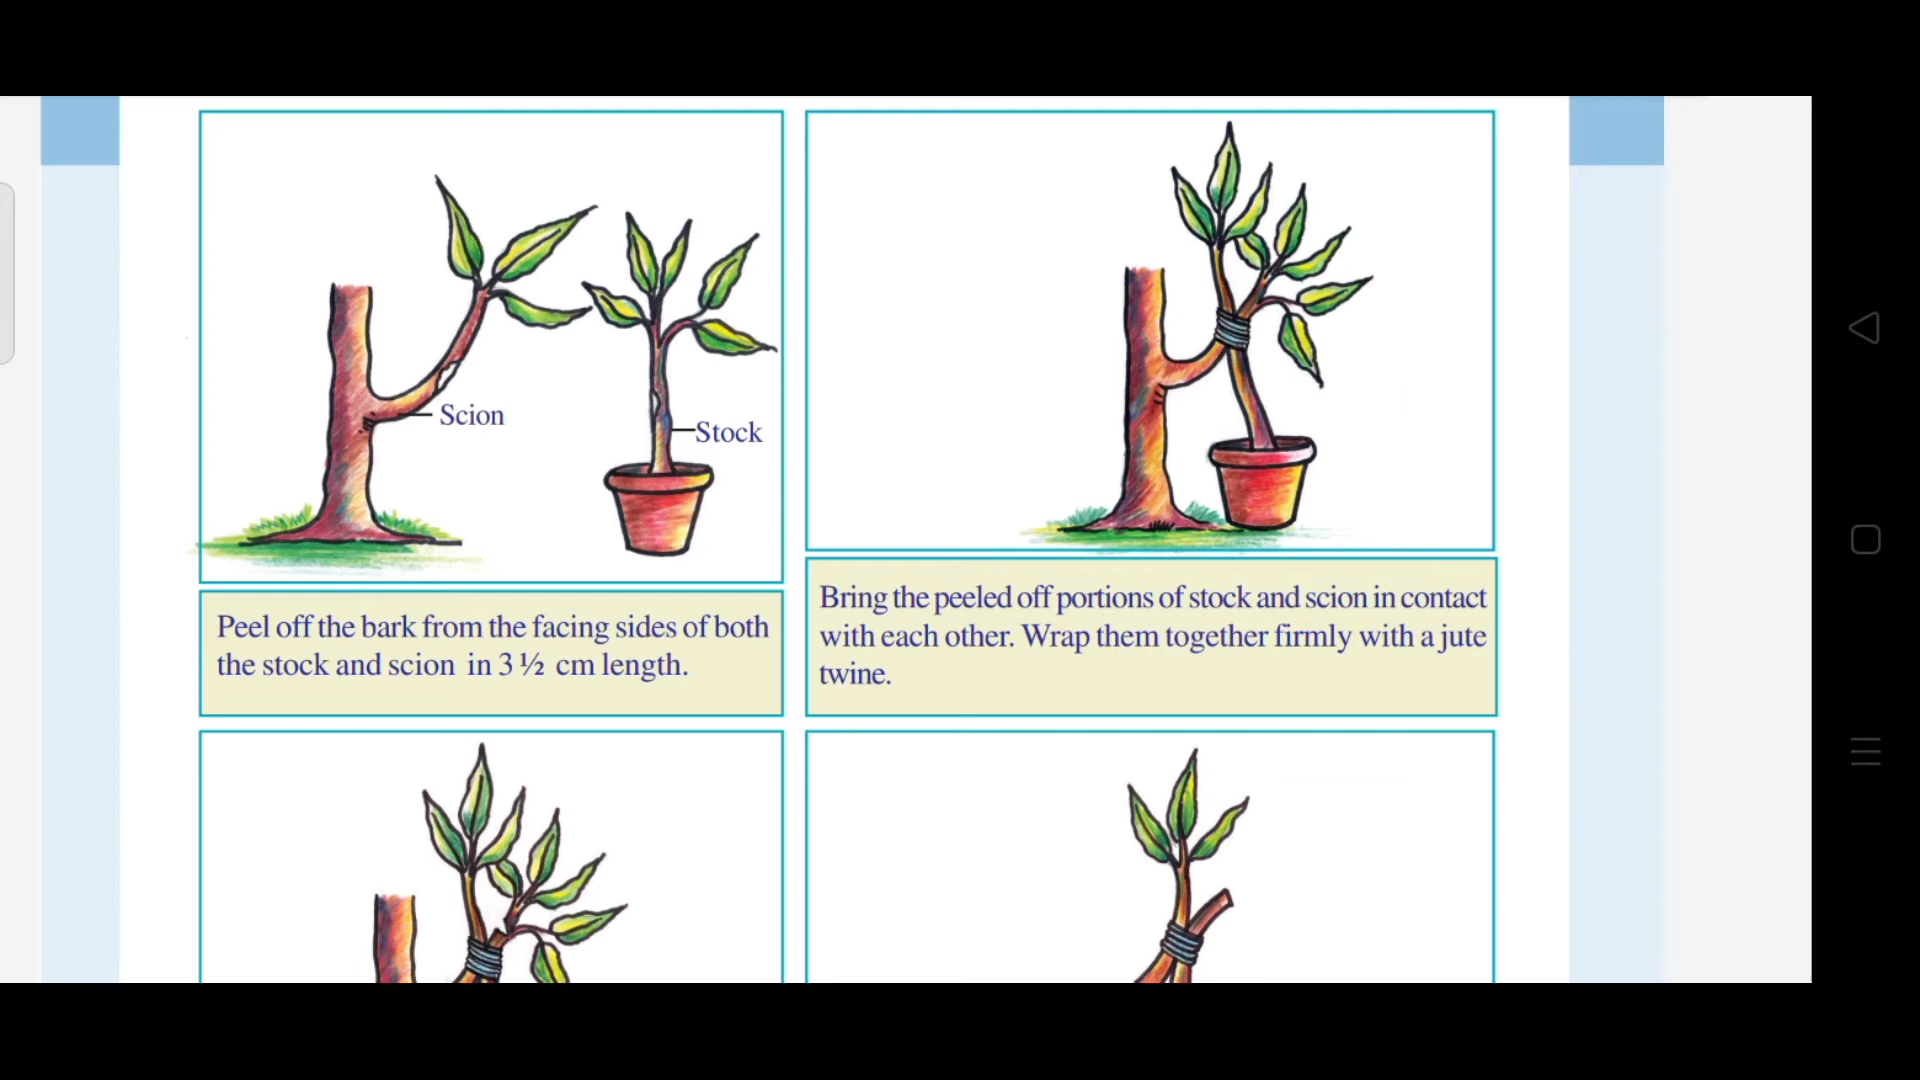 Scion
Stock
Peel off the bark from the facing sides of both
the stock and scion in 3 ½ cm length.
Bring the peeled off portions of stock and scion in contact
with each other. Wrap them together firmly with a jute
twine.